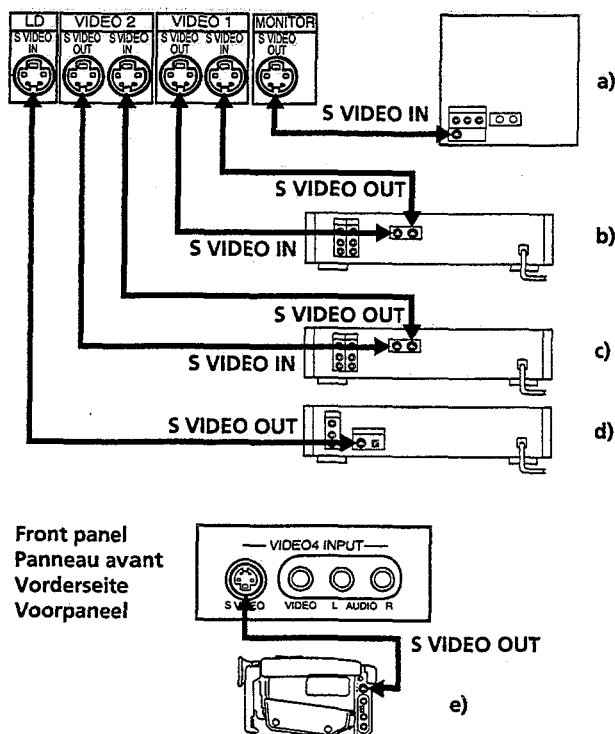 LD VIDEO 2 VIDEO 1 MONITOR
S VIDEO IN S VIDEO OUT S VIDEO IN S VIDEO OUT S VIDEO IN S VIDEO OUT
a)
S VIDEO IN
S VIDEO OUT
b)
S VIDEO IN
S VIDEO OUT
c)
S VIDEO IN
S VIDEO OUT
d)
Front panel
Panneau avant
Vorderseite
Voorpaneel
VIDEO4 INPUT
S VIDEO VIDEO L AUDIO R
S VIDEO OUT
e)